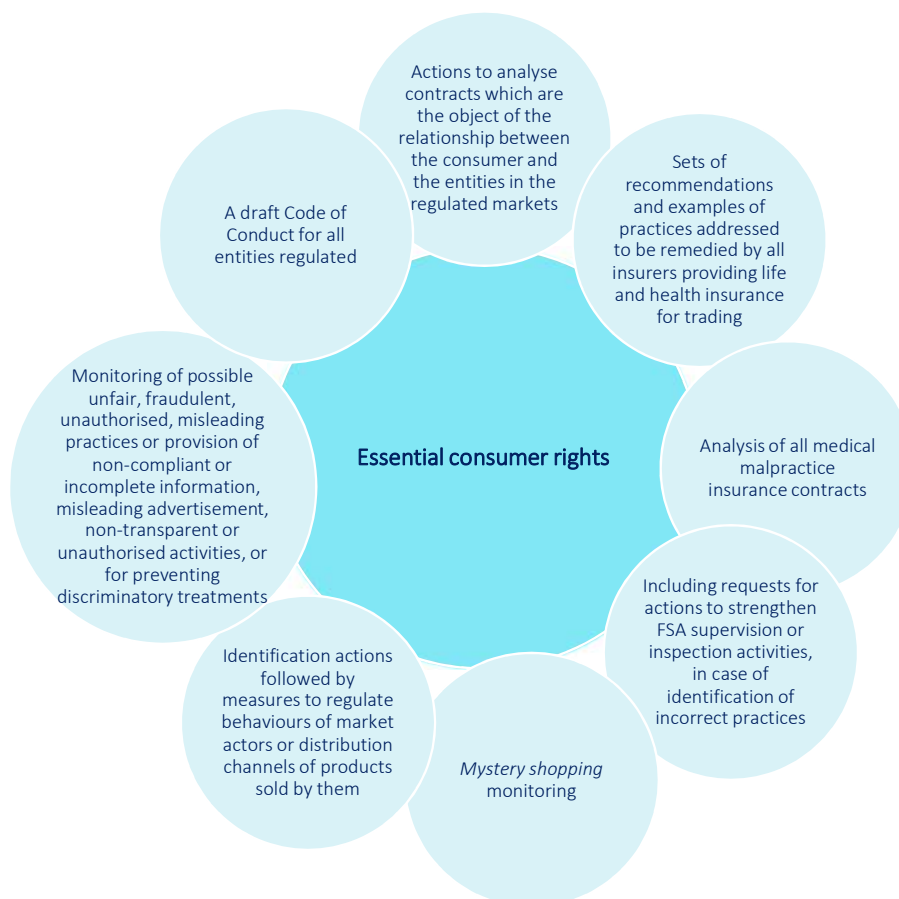 Actions to analyse
contracts which are
the object of the
relationship between
the consumer and
the entities in the
regulated markets
Sets of
recommendations
and examples of
practices addressed
to be remedied by all
insurers providing life
and health insurance
for trading
Analysis of all medical
malpractice
insurance contracts
Including requests for
actions to strengthen
FSA supervision or
inspection activities,
in case of
identification of
incorrect practices
Mystery shopping
monitoring
Identification actions
followed by
measures to regulate
behaviours of market
actors or distribution
channels of products
sold by them
Monitoring of possible
unfair, fraudulent,
unauthorised, misleading
practices or provision of
non-compliant or
incomplete information,
misleading advertisement,
non-transparent or
unauthorised activities, or
for preventing
discriminatory treatments
A draft Code of
Conduct for all
entities regulated
Essential consumer rights